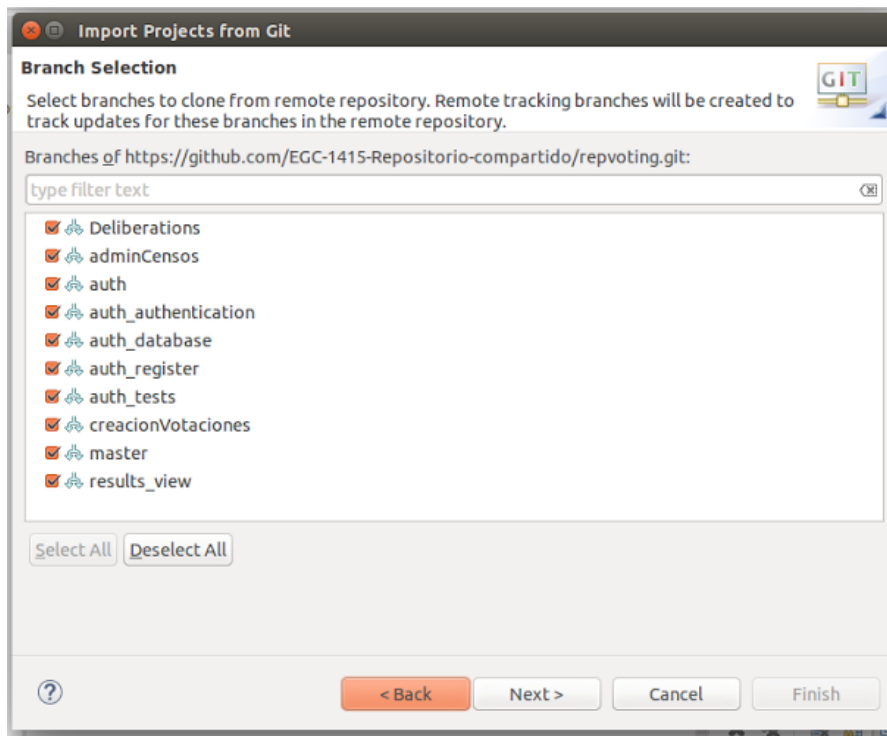 Import Projects from Git
Branch Selection
GIT
Select branches to clone from remote repository. Remote tracking branches will be created to
track updates for these branches in the remote repository.
Branches of https://github.com/EGC-1415-Repositorio-compartido/repvoting.git:
type filter text
Deliberations
adminCensos
auth
auth_authentication
auth_database
auth_register
auth_tests
creacionVotaciones
master
results_view
Select All Deselect All
? < Back Next > Cancel Finish